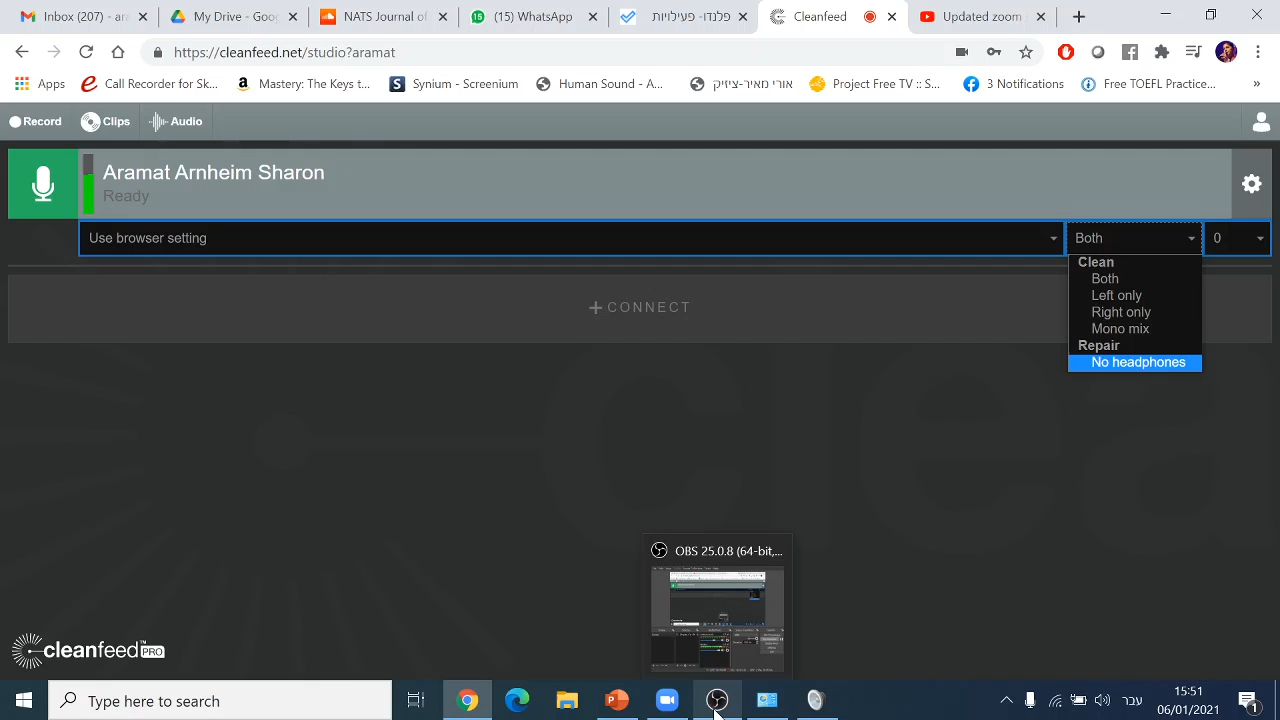 Inbox (207) - ar
My Drive - Goo
NATS Journal of
(15) WhatsApp
פלנדו- פעילויות
Cleanfeed
Updated zoom
https://cleanfeed.net/studio?aramat
Apps
Call Recorder for Sk...
Mastery: The Keys t...
Synium - Screenium
Human Sound - A...
אורי מאיר-ציזיק
Project Free TV :: S...
3 Notifications
Free TOEFL Practice...
»
Record
Clips
Audio
Aramat Arnheim Sharon
Ready
Use browser setting
Both
0
Clean
Both
Left only
Right only
Mono mix
Repair
No headphones
+ CONNECT
OBS 25.0.8 (64-bit,...
cleanfeed PRO
™
Type here to search
עבר
15:51
06/01/2021
1